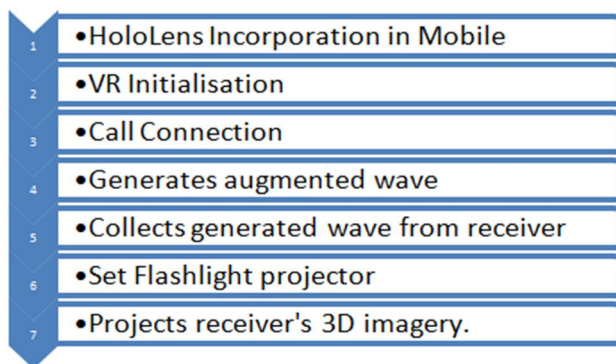 1 •HoloLens Incorporation in Mobile
2 •VR Initialisation
3 •Call Connection
4 •Generates augmented wave
5 •Collects generated wave from receiver
6 •Set Flashlight projector
7 •Projects receiver's 3D imagery.